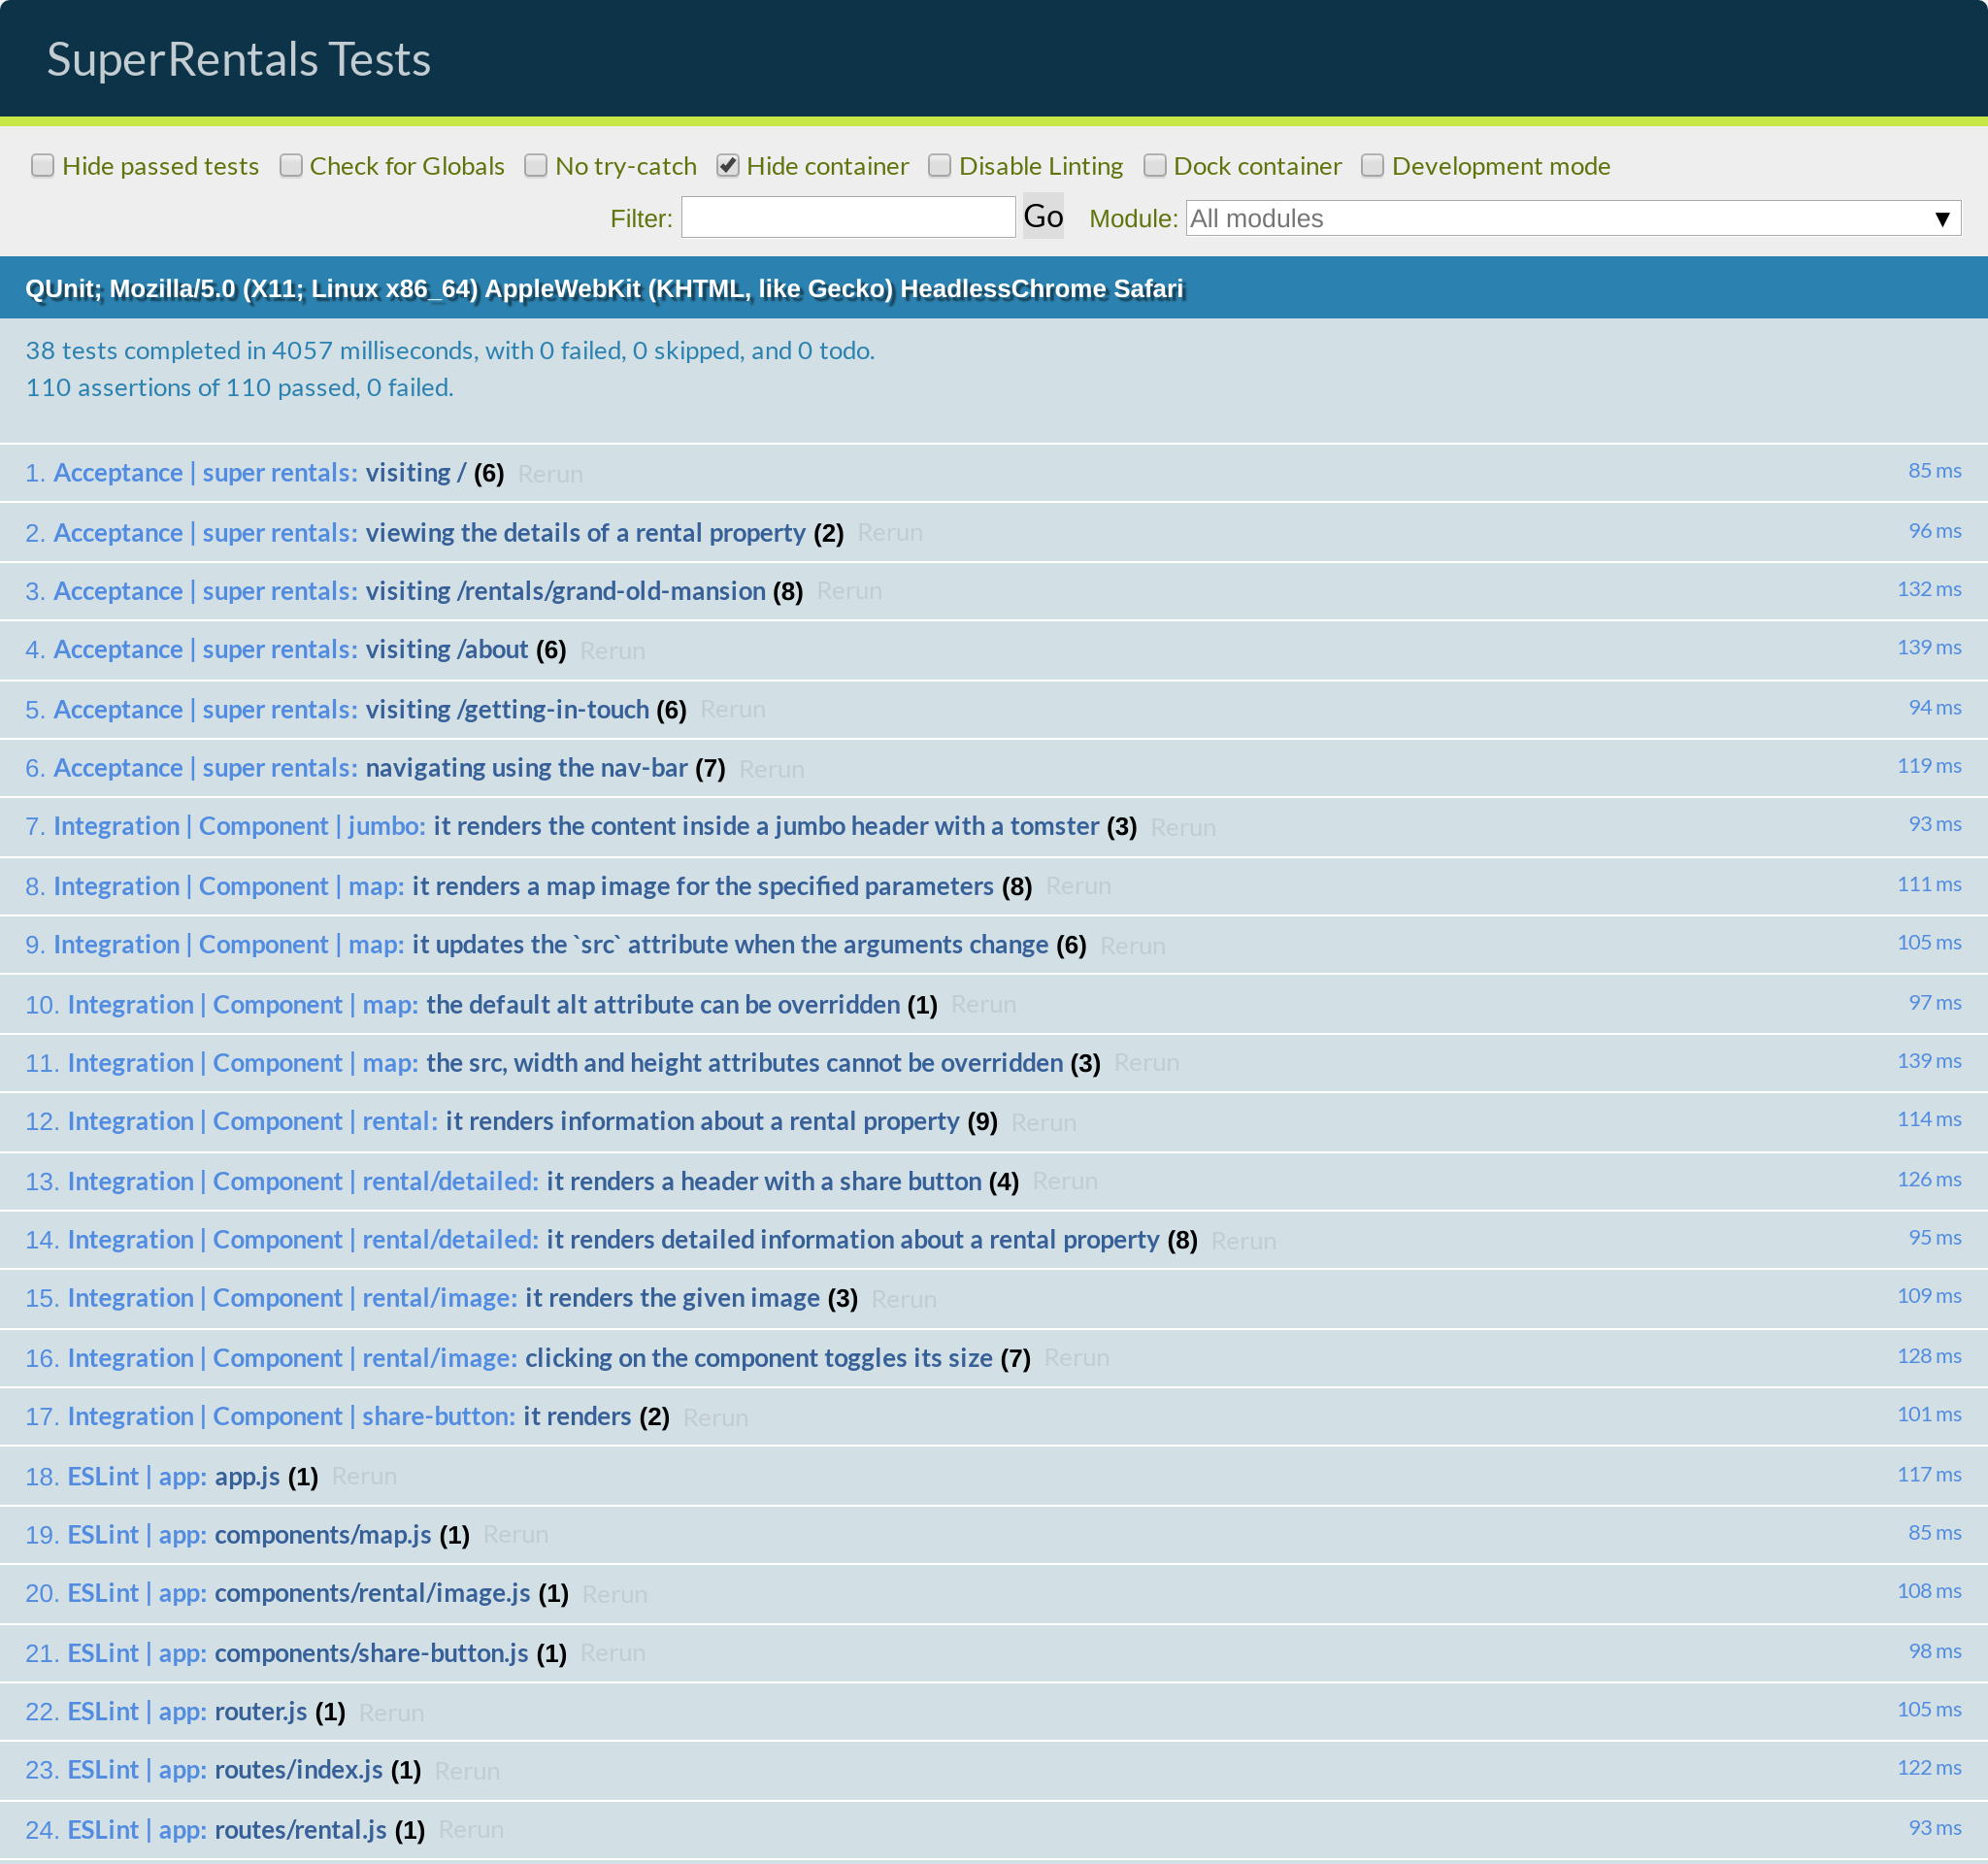 SuperRentals Tests
Hide passed tests Check for Globals No try-catch Hide container Disable Linting Dock container Development mode
Filter: Go Module: All modules ▼
QUnit; Mozilla/5.0 (X11; Linux x86_64) AppleWebKit (KHTML, like Gecko) HeadlessChrome Safari
38 tests completed in 4057 milliseconds, with 0 failed, 0 skipped, and 0 todo.
110 assertions of 110 passed, 0 failed.
1. Acceptance | super rentals: visiting / (6) Rerun 85 ms
2. Acceptance | super rentals: viewing the details of a rental property (2) Rerun 96 ms
3. Acceptance | super rentals: visiting /rentals/grand-old-mansion (8) Rerun 132 ms
4. Acceptance | super rentals: visiting /about (6) Rerun 139 ms
5. Acceptance | super rentals: visiting /getting-in-touch (6) Rerun 94 ms
6. Acceptance | super rentals: navigating using the nav-bar (7) Rerun 119 ms
7. Integration | Component | jumbo: it renders the content inside a jumbo header with a tomster (3) Rerun 93 ms
8. Integration | Component | map: it renders a map image for the specified parameters (8) Rerun 111 ms
9. Integration | Component | map: it updates the `src` attribute when the arguments change (6) Rerun 105 ms
10. Integration | Component | map: the default alt attribute can be overridden (1) Rerun 97 ms
11. Integration | Component | map: the src, width and height attributes cannot be overridden (3) Rerun 139 ms
12. Integration | Component | rental: it renders information about a rental property (9) Rerun 114 ms
13. Integration | Component | rental/detailed: it renders a header with a share button (4) Rerun 126 ms
14. Integration | Component | rental/detailed: it renders detailed information about a rental property (8) Rerun 95 ms
15. Integration | Component | rental/image: it renders the given image (3) Rerun 109 ms
16. Integration | Component | rental/image: clicking on the component toggles its size (7) Rerun 128 ms
17. Integration | Component | share-button: it renders (2) Rerun 101 ms
18. ESLint | app: app.js (1) Rerun 117 ms
19. ESLint | app: components/map.js (1) Rerun 85 ms
20. ESLint | app: components/rental/image.js (1) Rerun 108 ms
21. ESLint | app: components/share-button.js (1) Rerun 98 ms
22. ESLint | app: router.js (1) Rerun 105 ms
23. ESLint | app: routes/index.js (1) Rerun 122 ms
24. ESLint | app: routes/rental.js (1) Rerun 93 ms